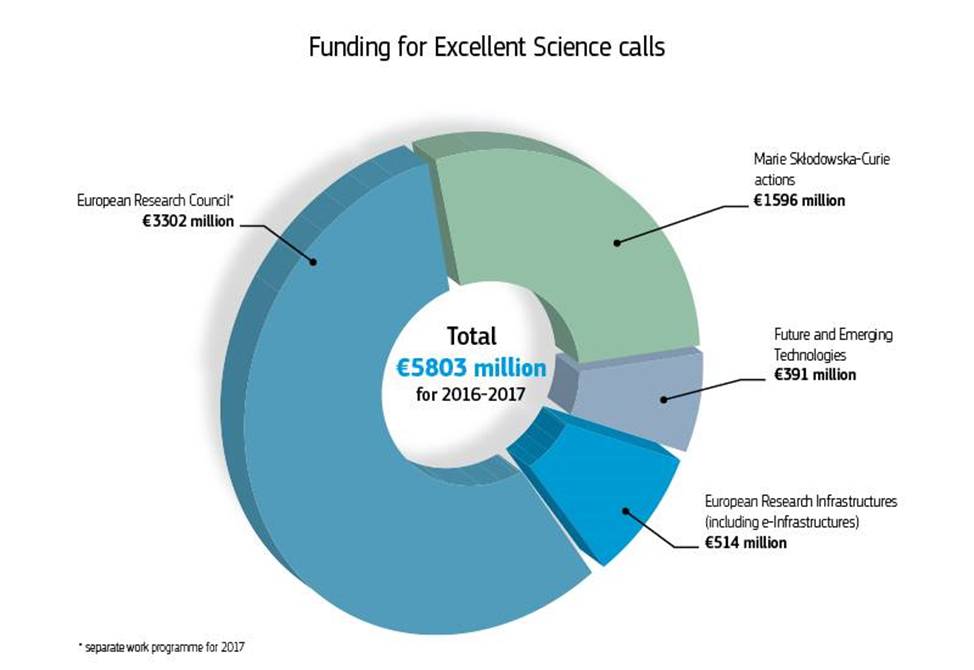 Funding for Excellent Science calls
European Research Council*
€3302 million
Marie Skłodowska-Curie
actions
€1596 million
Total
€5803 million
for 2016-2017
Future and Emerging
Technologies
€391 million
European Research Infrastructures
(including e-Infrastructures)
€514 million
* separate work programme for 2017